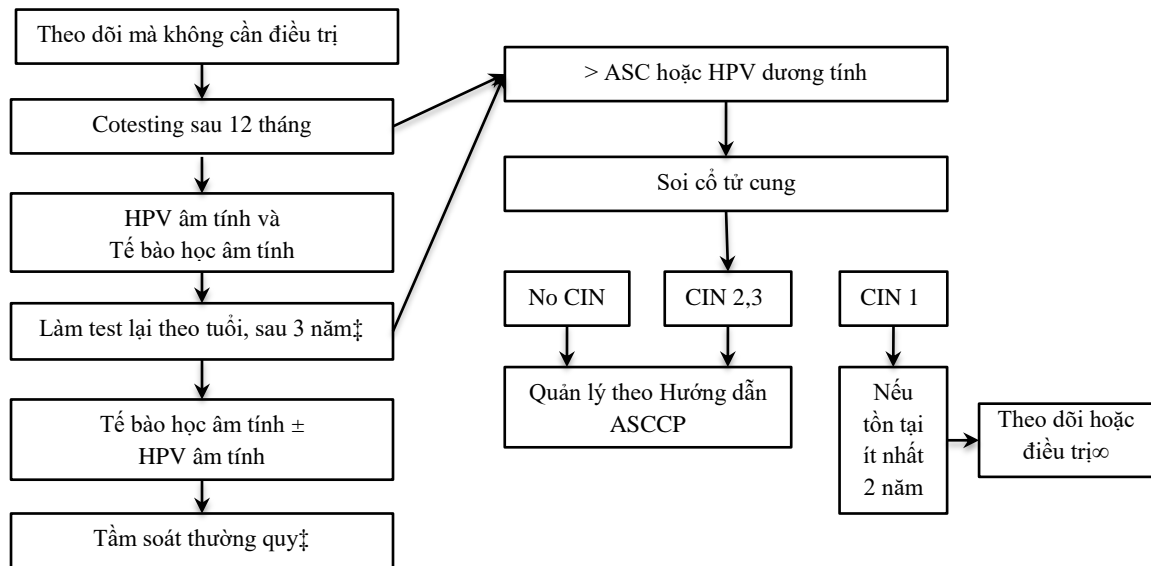 Theo dõi mà không cần điều trị
Cotesting sau 12 tháng
HPV âm tính và
Tế bào học âm tính
Làm test lại theo tuổi, sau 3 năm‡
Tế bào học âm tính ±
HPV âm tính
Tầm soát thường quy‡
> ASC hoặc HPV dương tính
Soi cổ tử cung
No CIN
CIN 2,3
CIN 1
Quản lý theo Hướng dẫn
ASCCP
Nếu
tồn tại
ít nhất
2 năm
Theo dõi hoặc
điều trị∞